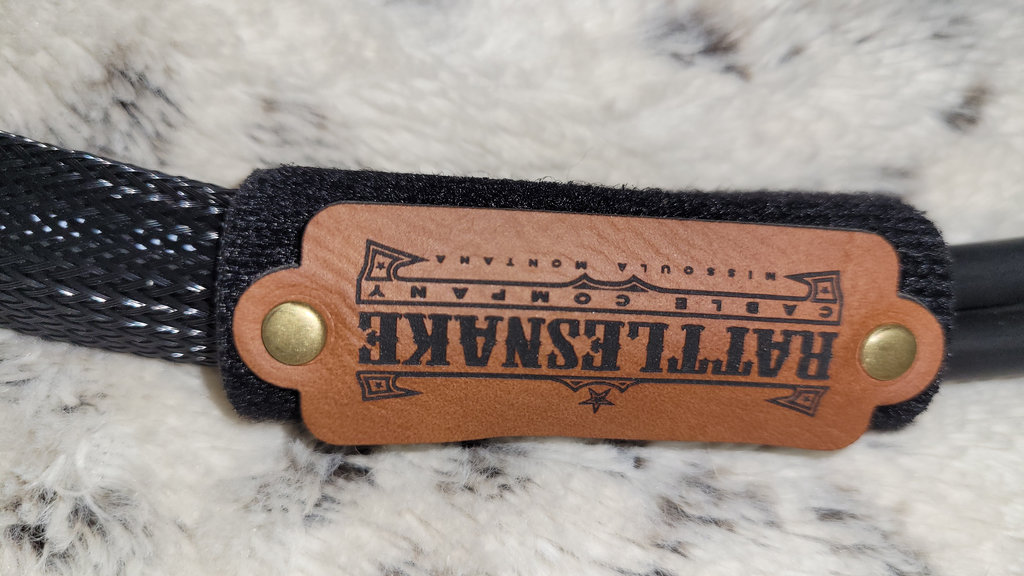 RATTLESNAKE
CABLE COMPANY
MISSOULA MONTANA